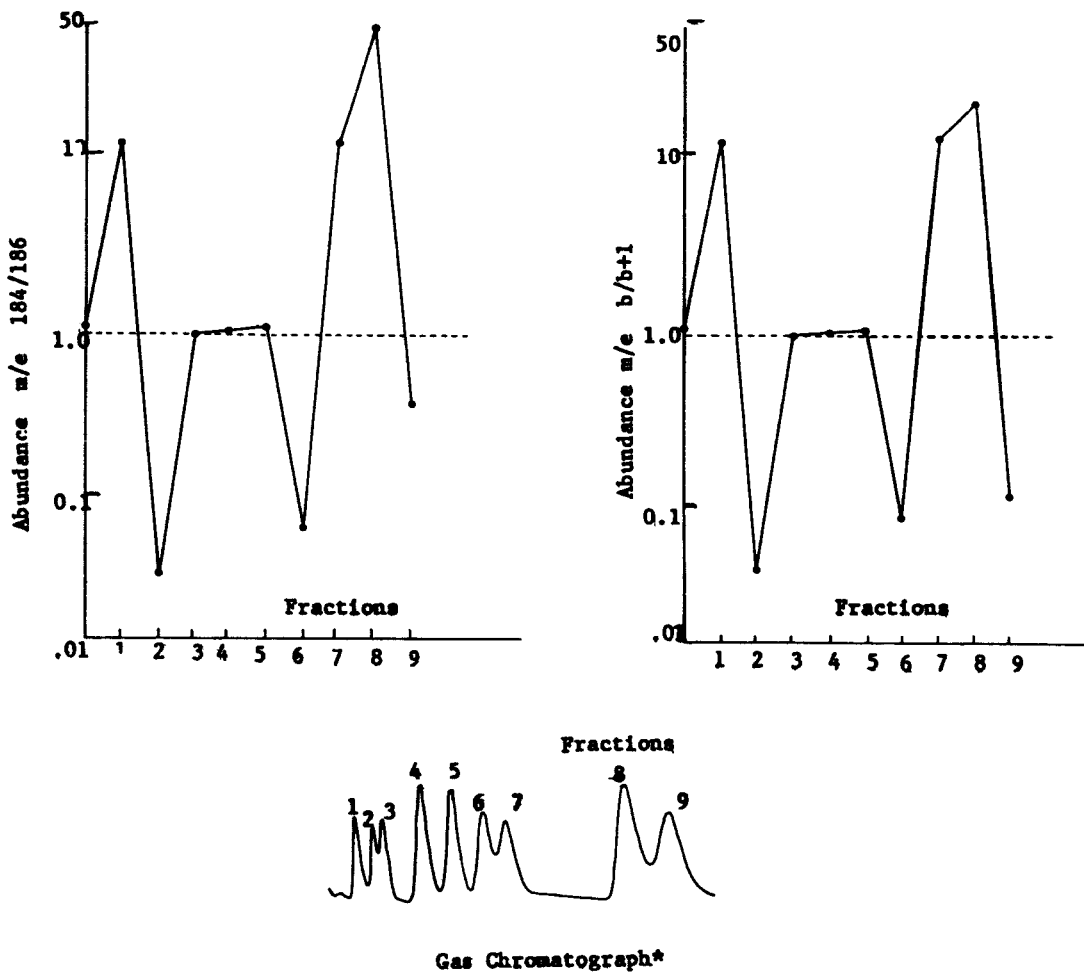 50
17
1.0
0.1
.01
Abundance m/e 184/186
Fractions
1 2 3 4 5 6 7 8 9
50
10
1.0
0.1
.01
Abundance m/e b/b+1
Fractions
1 2 3 4 5 6 7 8 9
Fractions
1 2 3 4 5 6 7 8 9
Gas Chromatograph*